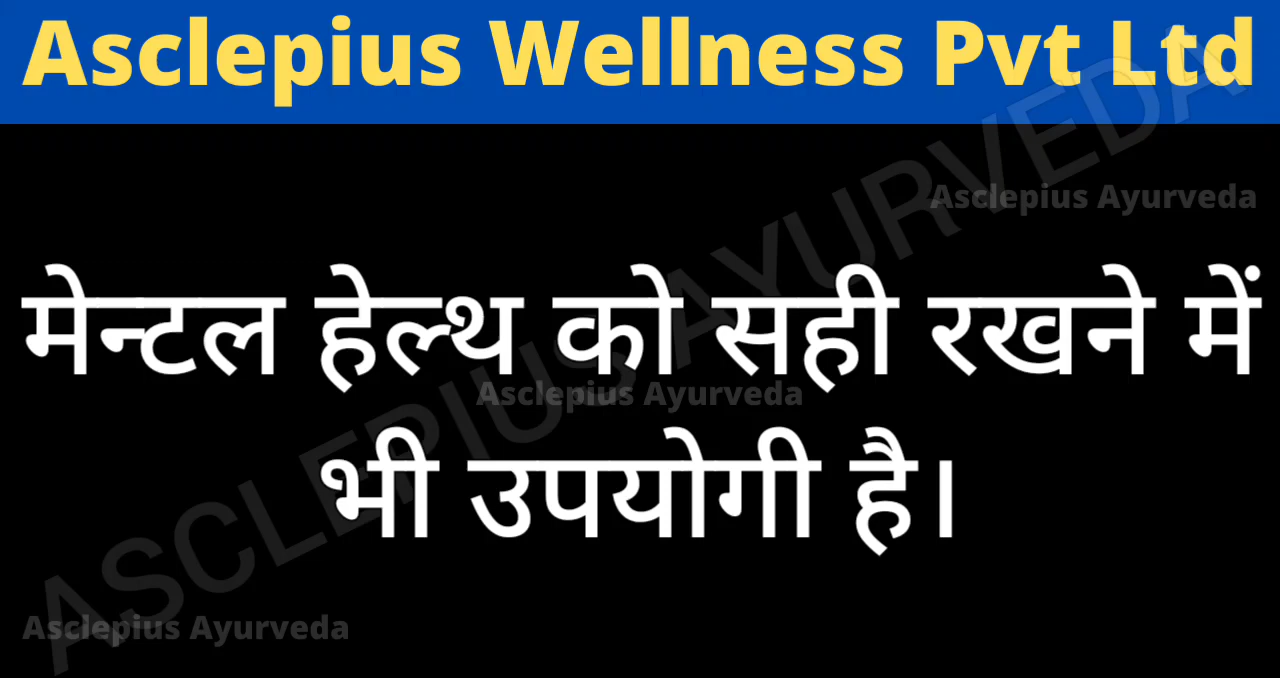 Asclepius Wellness Pvt Ltd
Asclepius Ayurveda
मेन्टल हेल्थ को सही रखने में
Asclepius Ayurveda
भी उपयोगी है।
Asclepius Ayurveda
ASCLEPIUS AYURVEDA